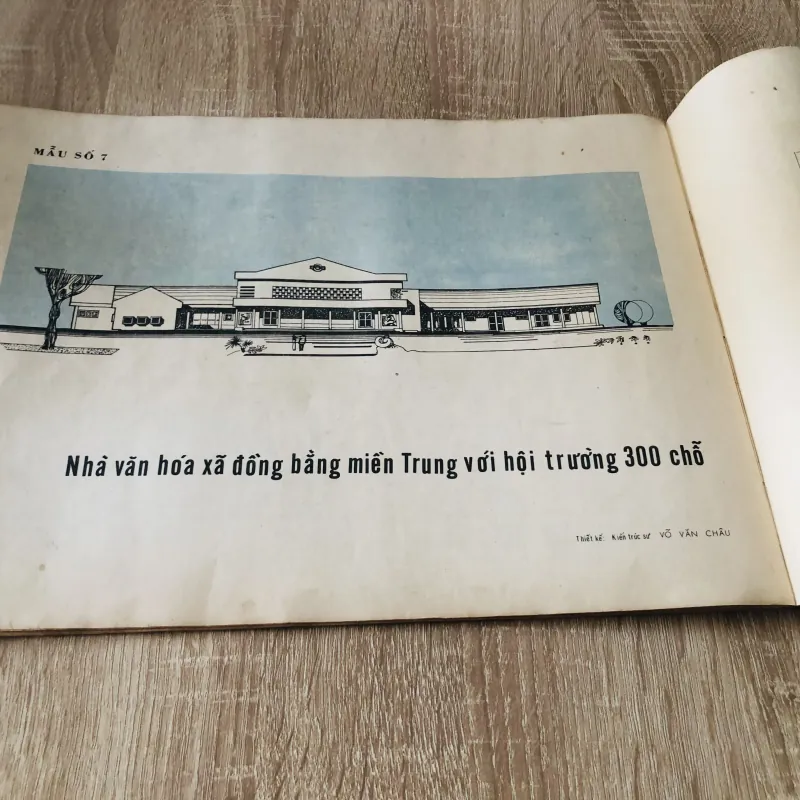 MẪU SỐ 7
Nhà văn hóa xã đồng bằng miền Trung với hội trường 300 chỗ
Thiết kế: Kiến trúc sư VÕ VĂN CHÂU